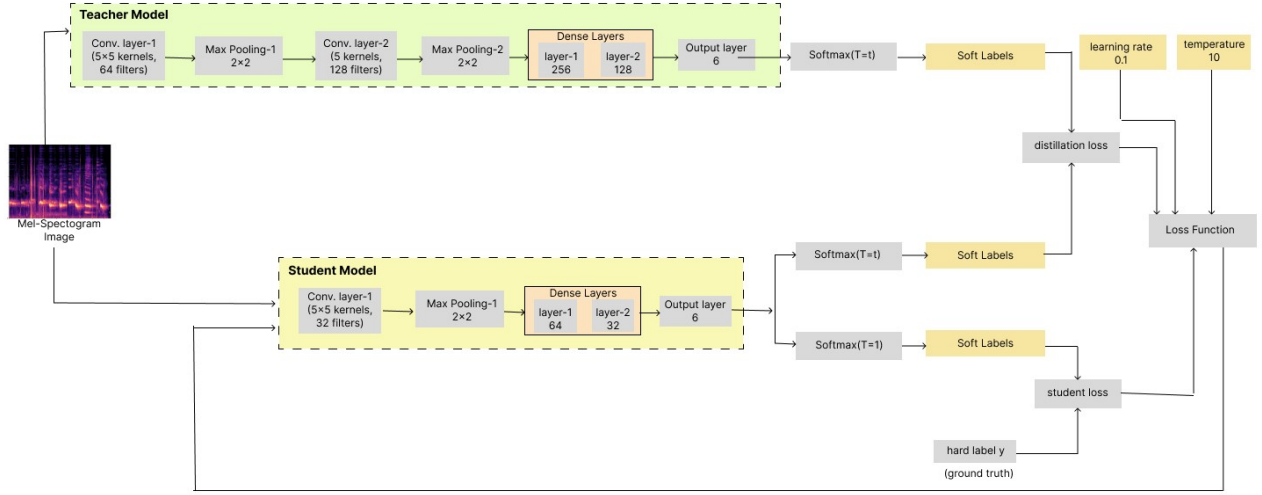 Teacher Model
Conv. layer-1
(5×5 kernels,
64 filters)
Max Pooling-1
2×2
Conv. layer-2
(5 kernels,
128 filters)
Max Pooling-2
2×2
Dense Layers
layer-1
256
layer-2
128
Output layer
6
Softmax(T=t)
Soft Labels
learning rate
0.1
temperature
10
distillation loss
Mel-Spectogram
Image
Loss Function
Student Model
Conv. layer-1
(5×5 kernels,
32 filters)
Max Pooling-1
2×2
Dense Layers
layer-1
64
layer-2
32
Output layer
6
Softmax(T=t)
Soft Labels
Softmax(T=1)
Soft Labels
student loss
hard label y
(ground truth)